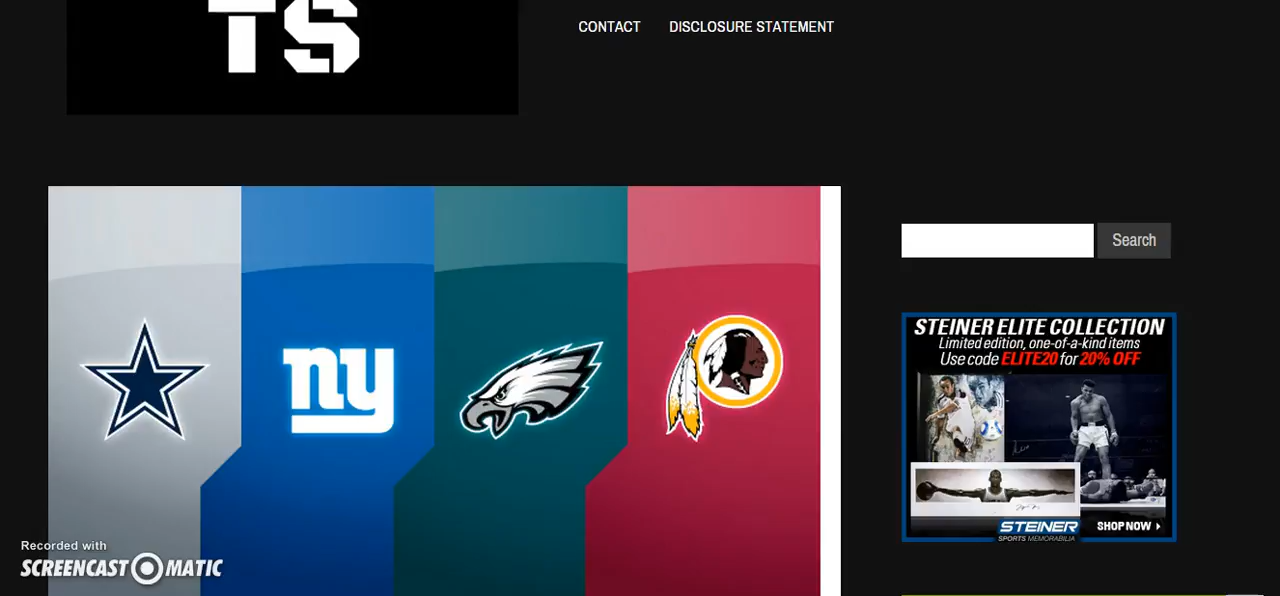 TS
CONTACT DISCLOSURE STATEMENT
Search
STEINER ELITE COLLECTION
Limited edition, one-of-a-kind items
Use code ELITE20 for 20% OFF
ny
STEINER
SPORTS MEMORABILIA
SHOP NOW
Recorded with
SCREENCAST MATIC